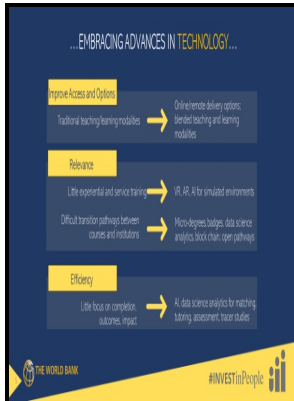 ...EMBRACING ADVANCES IN TECHNOLOGY...
Improve Access and Options
Traditional teaching/learning modalities
Online/remote delivery options;
blended teaching and learning
modalities
Relevance
Little experiential and service training
VR, AR, AI for simulated environments
Difficult transition pathways between
courses and institutions
Micro-degrees, badges, data science
analytics, block chain; open pathways
Efficiency
Little focus on completion,
outcomes, impact
AI, data science analytics for matching,
tutoring, assessment, tracer studies
THE WORLD BANK
#INVESTinPeople